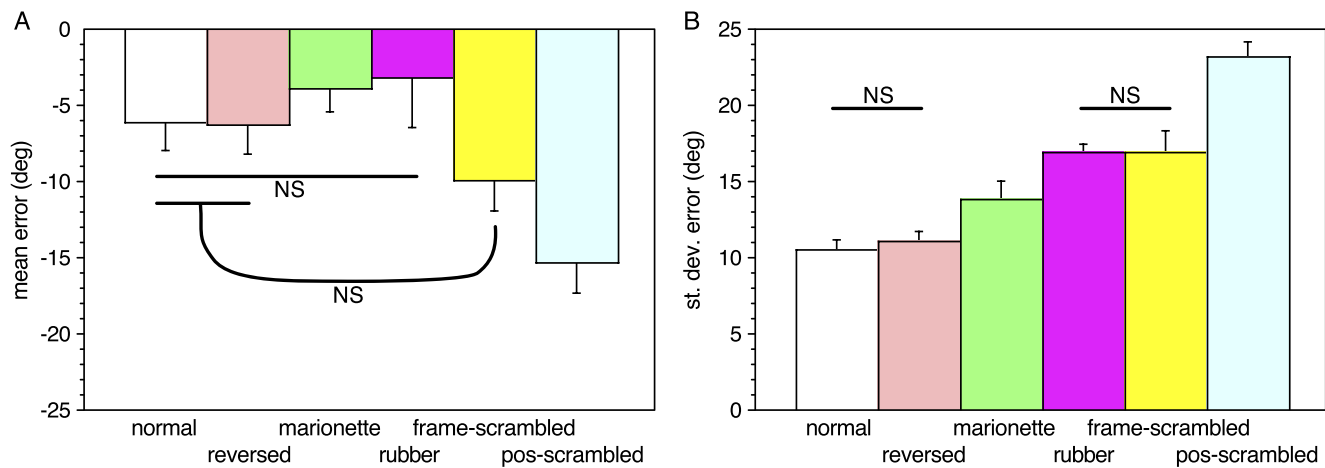 A
0
-5
-10
-15
-20
-25
mean error (deg)
NS
NS
normal
reversed
marionette
rubber
frame-scrambled
pos-scrambled
B
25
20
15
10
5
0
st. dev. error (deg)
NS
NS
normal
reversed
marionette
rubber
frame-scrambled
pos-scrambled